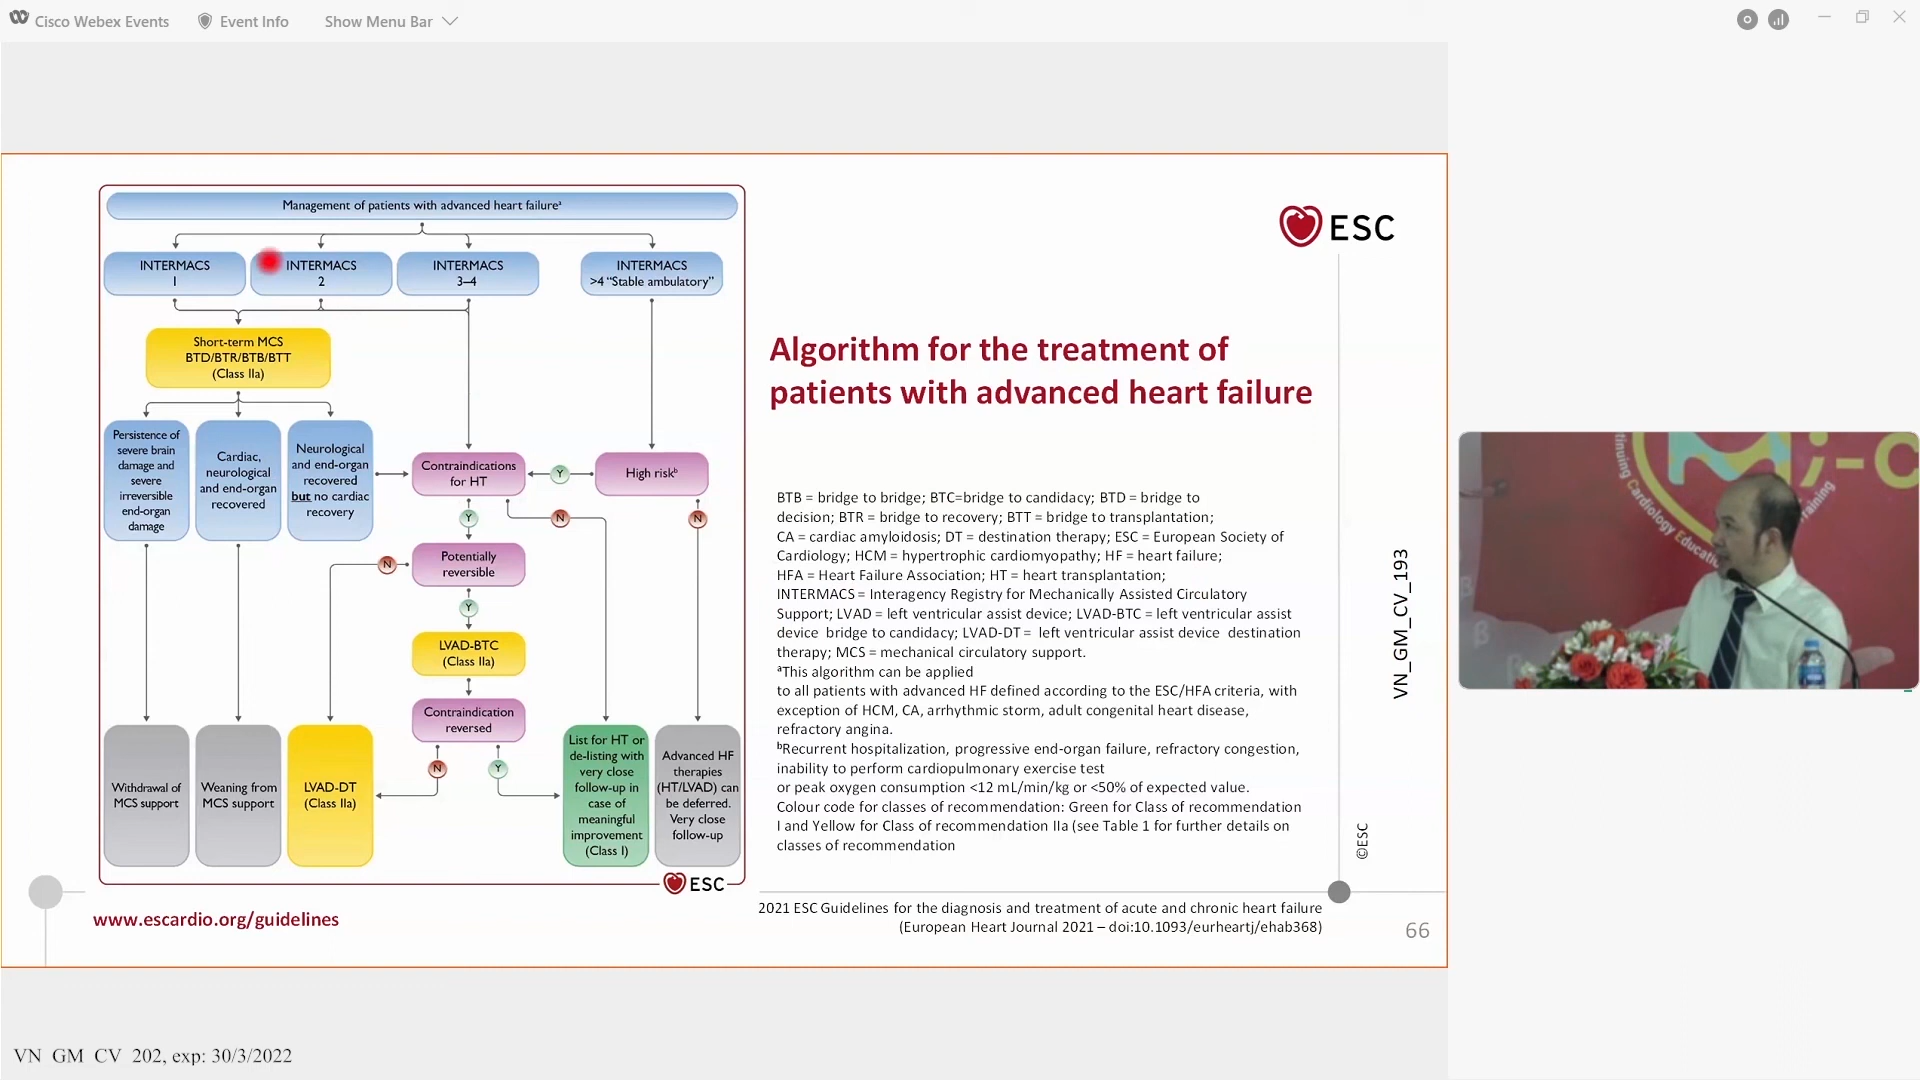 Cisco Webex Events
Event Info
Show Menu Bar
Management of patients with advanced heart failureª
INTERMACS
1
INTERMACS
2
INTERMACS
3–4
INTERMACS
>4 “Stable ambulatory”
Short-term MCS
BTD/BTR/BTB/BTT
(Class IIa)
Persistence of
severe brain
damage and
severe
irreversible
end-organ
damage
Cardiac,
neurological
and end-organ
recovered
Neurological
and end-organ
recovered
but no cardiac
recovery
Contraindications
for HT
Y
High riskᵇ
Y
N
N
Potentially
reversible
N
Y
LVAD-BTC
(Class IIa)
Contraindication
reversed
N
Y
Withdrawal of
MCS support
Weaning from
MCS support
LVAD-DT
(Class IIa)
List for HT or
de-listing with
very close
follow-up in
case of
meaningful
improvement
(Class I)
Advanced HF
therapies
(HT/LVAD) can
be deferred.
Very close
follow-up
ESC
www.escardio.org/guidelines
ESC
Algorithm for the treatment of
patients with advanced heart failure
BTB = bridge to bridge; BTC=bridge to candidacy; BTD = bridge to
decision; BTR = bridge to recovery; BTT = bridge to transplantation;
CA = cardiac amyloidosis; DT = destination therapy; ESC = European Society of
Cardiology; HCM = hypertrophic cardiomyopathy; HF = heart failure;
HFA = Heart Failure Association; HT = heart transplantation;
INTERMACS = Interagency Registry for Mechanically Assisted Circulatory
Support; LVAD = left ventricular assist device; LVAD-BTC = left ventricular assist
device bridge to candidacy; LVAD-DT = left ventricular assist device destination
therapy; MCS = mechanical circulatory support.
ªThis algorithm can be applied
to all patients with advanced HF defined according to the ESC/HFA criteria, with
exception of HCM, CA, arrhythmic storm, adult congenital heart disease,
refractory angina.
ᵇRecurrent hospitalization, progressive end-organ failure, refractory congestion,
inability to perform cardiopulmonary exercise test
or peak oxygen consumption <12 mL/min/kg or <50% of expected value.
Colour code for classes of recommendation: Green for Class of recommendation
I and Yellow for Class of recommendation IIa (see Table 1 for further details on
classes of recommendation
VN_GM_CV_193
©ESC
2021 ESC Guidelines for the diagnosis and treatment of acute and chronic heart failure
(European Heart Journal 2021 – doi:10.1093/eurheartj/ehab368)
66
VN GM CV 202, exp: 30/3/2022